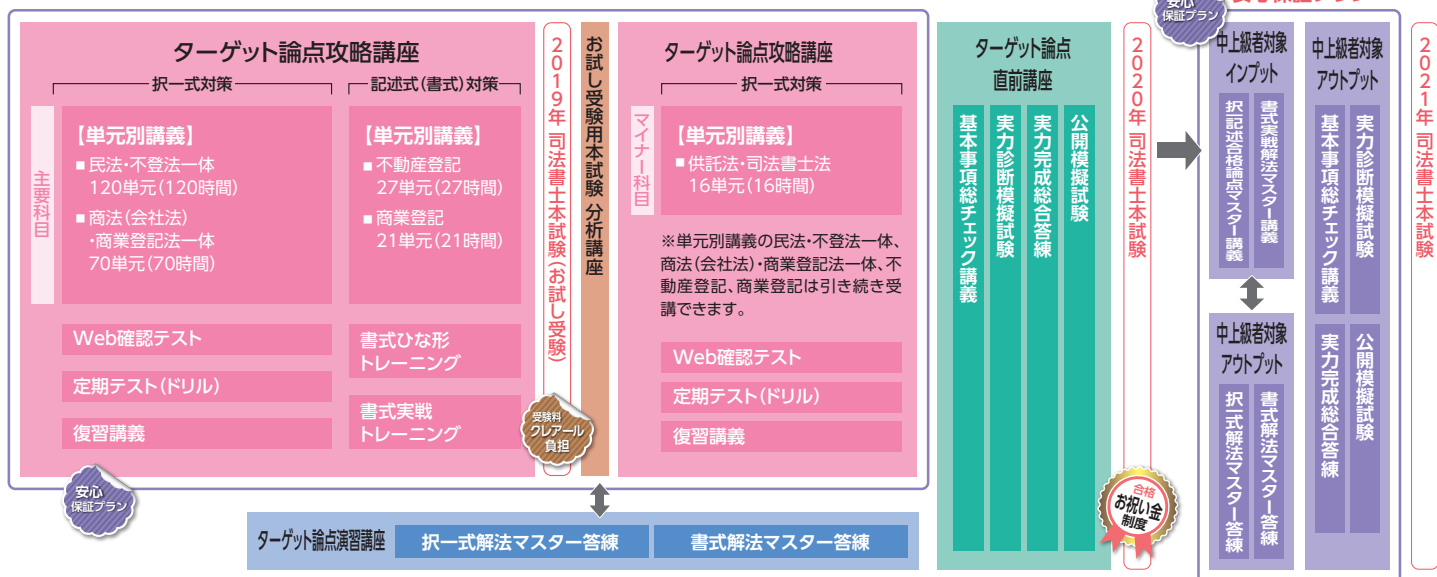 ターゲット論点攻略講座
択一式対策
主要科目
【単元別講義】
■民法・不登法一体
120単元(120時間)
■商法(会社法)
・商業登記法一体
70単元(70時間)
Web確認テスト
定期テスト(ドリル)
復習講義
記述式(書式)対策
【単元別講義】
■不動産登記
27単元(27時間)
■商業登記
21単元(21時間)
書式ひな形
トレーニング
書式実戦
トレーニング
安心
保証プラン
2019年 司法書士本試験(お試し受験)
受験料
クレアール
負担
お試し受験用本試験 分析講座
ターゲット論点攻略講座
択一式対策
マイナー科目
【単元別講義】
■供託法・司法書士法
16単元(16時間)
※単元別講義の民法・不登法一体、
商法(会社法)・商業登記法一体、不
動産登記、商業登記は引き続き受
講できます。
Web確認テスト
定期テスト(ドリル)
復習講義
ターゲット論点演習講座
択一式解法マスター答練
書式解法マスター答練
ターゲット論点
直前講座
基本事項総チェック講義
実力診断模擬試験
実力完成総合答練
公開模擬試験
2020年 司法書士本試験
合格
お祝い金
制度
安心
保証プラン
中上級者対象
インプット
択記述合格論点マスター講義
書式実戦解法マスター講義
中上級者対象
アウトプット
択一式解法マスター答練
書式解法マスター答練
中上級者対象
アウトプット
基本事項総チェック講義
実力診断模擬試験
実力完成総合答練
公開模擬試験
2021年 司法書士本試験